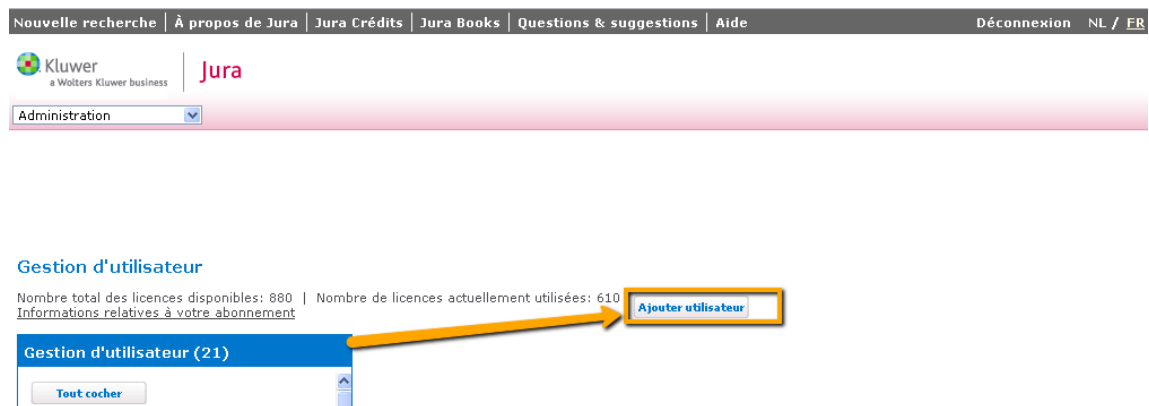 Nouvelle recherche | À propos de Jura | Jura Crédits | Jura Books | Questions & suggestions | Aide Déconnexion NL / FR
Kluwer
a Wolters Kluwer business
Jura
Administration
Gestion d'utilisateur
Nombre total des licences disponibles: 880 | Nombre de licences actuellement utilisées: 610
Ajouter utilisateur
Informations relatives à votre abonnement
Gestion d'utilisateur (21)
Tout cocher